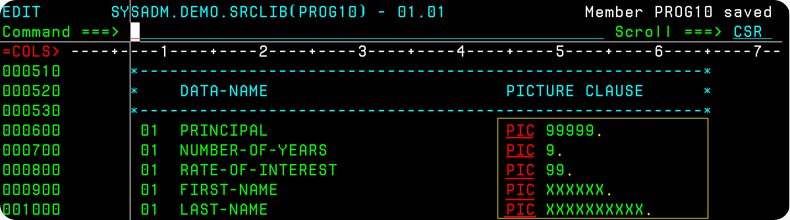 EDIT       SYSADM.DEMO.SRCLIB(PROG10) - 01.01              Member PROG10 saved
Command ===>                                                  Scroll ===> CSR
=COLS> ----+----1----+----2----+----3----+----4----+----5----+----6----+----7--
000510       *---------------------------------------------------------*
000520            DATA-NAME                        PICTURE CLAUSE
000530       *---------------------------------------------------------*
000600        01  PRINCIPAL                        PIC 99999.
000700        01  NUMBER-OF-YEARS                  PIC 9.
000800        01  RATE-OF-INTEREST                 PIC 99.
000900        01  FIRST-NAME                       PIC XXXXXX.
001000        01  LAST-NAME                        PIC XXXXXXXXXX.